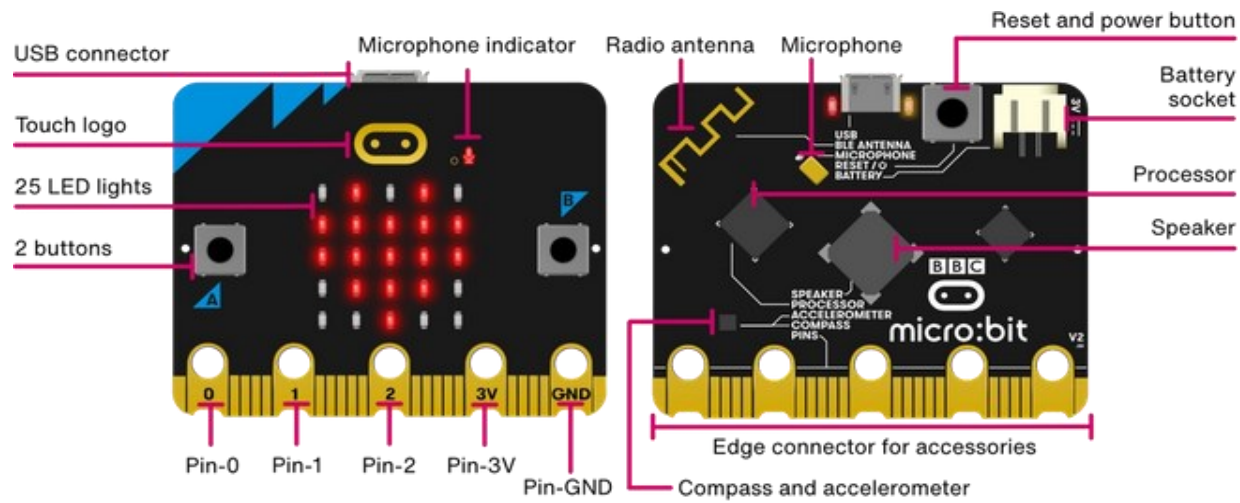 USB connector
Microphone indicator
Touch logo
25 LED lights
2 buttons
A
B
0
1
2
3V
GND
Pin-0
Pin-1
Pin-2
Pin-3V
Pin-GND
Radio antenna
Microphone
Reset and power button
Battery
socket
Processor
Speaker
3V
USB
BLE ANTENNA
MICROPHONE
RESET /
BATTERY
SPEAKER
PROCESSOR
ACCELEROMETER
COMPASS
PINS
BBC
micro:bit
V2
Edge connector for accessories
Compass and accelerometer